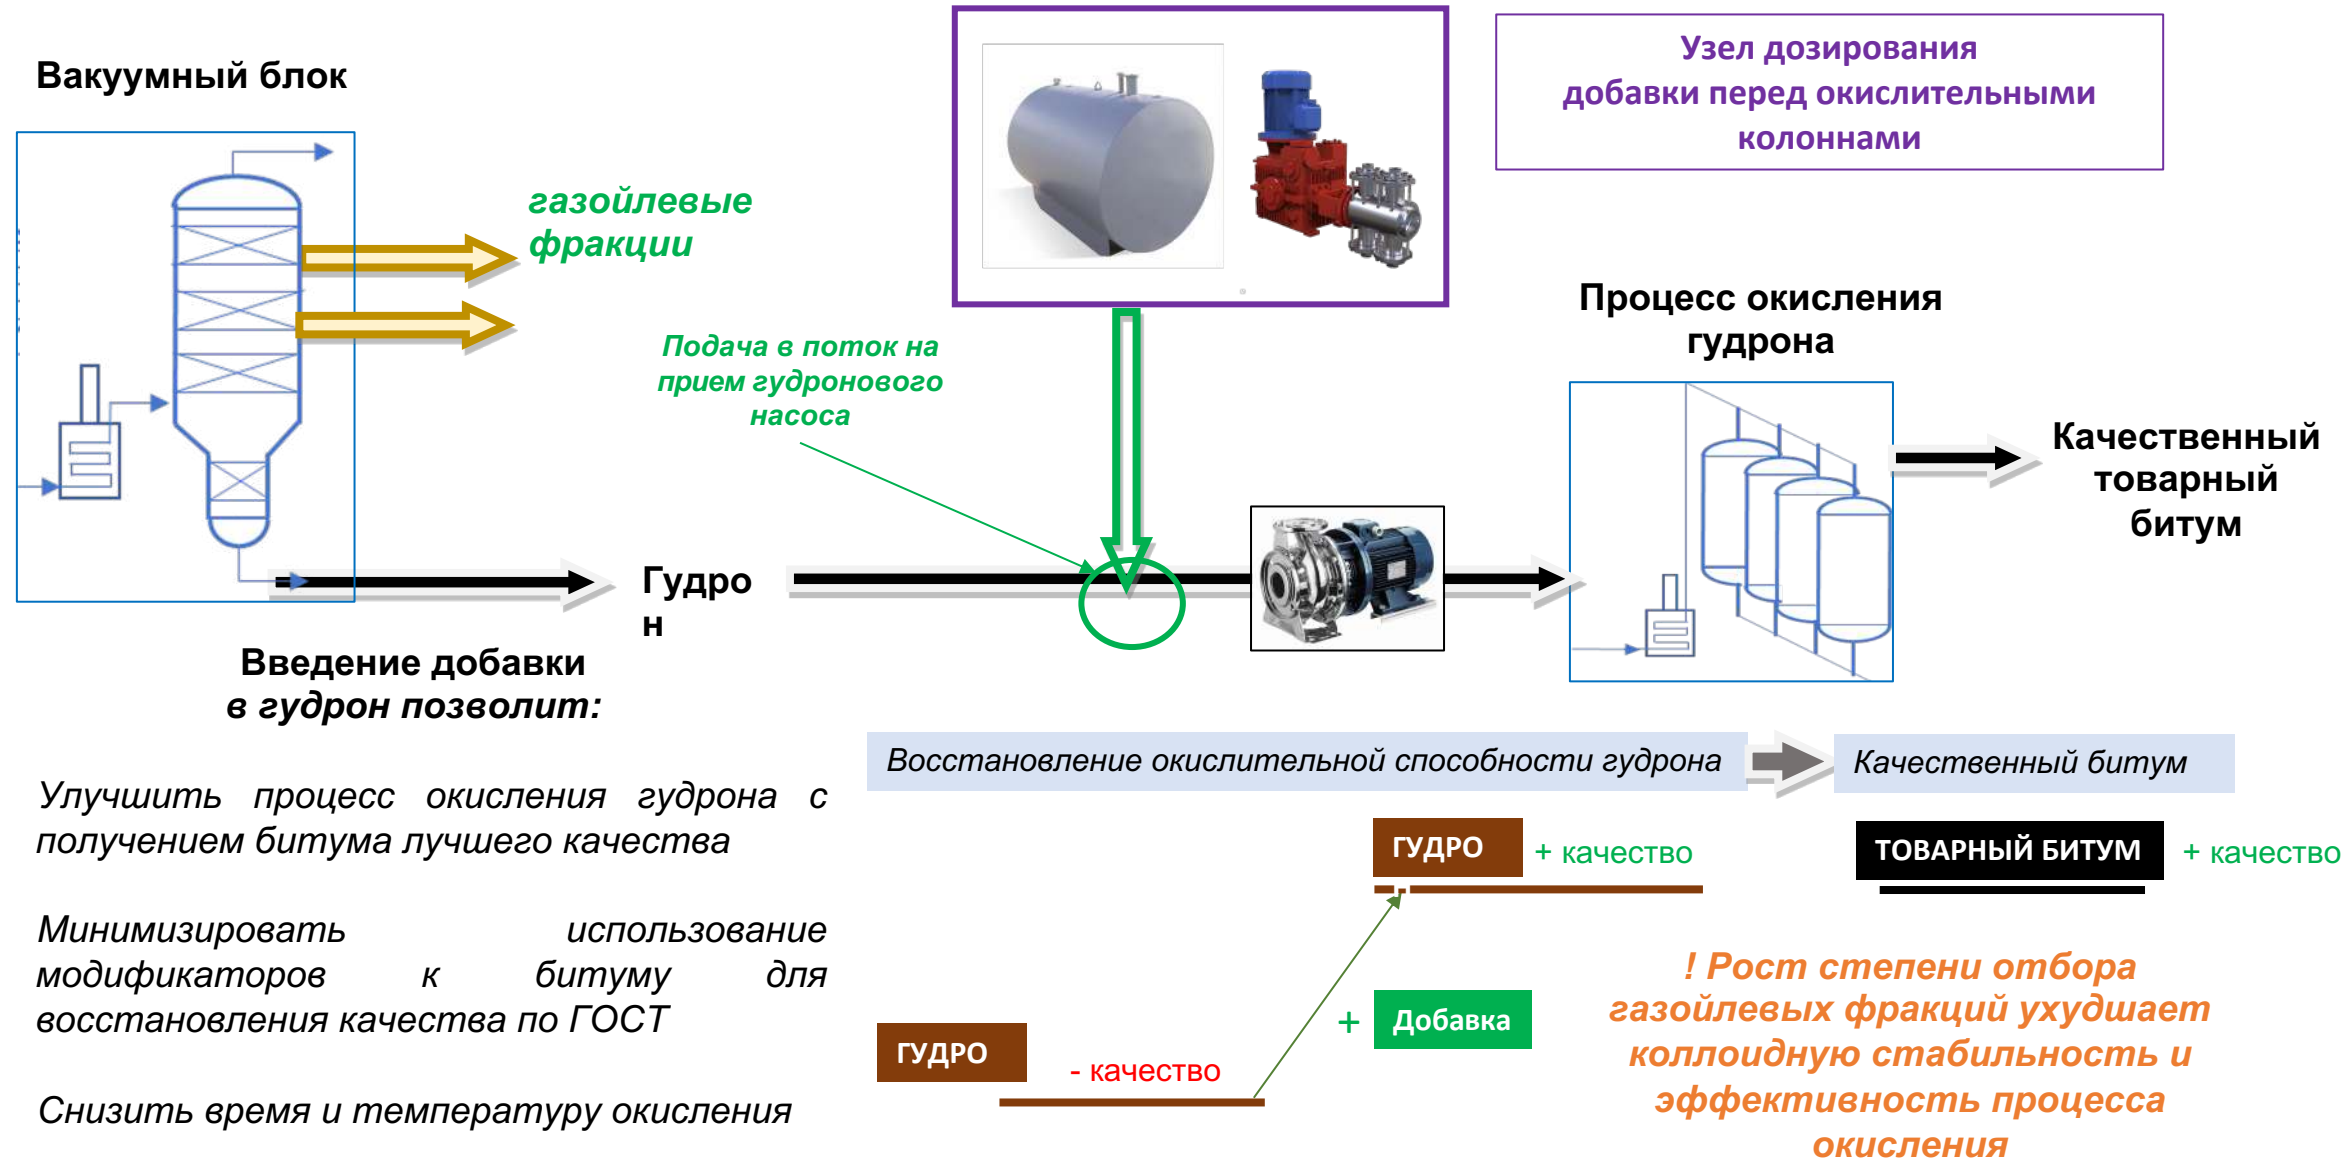 Вакуумный блок
Узел дозирования
добавки перед окислительными
колоннами
газойлевые
фракции
Подача в поток на
прием гудронового
насоса
Процесс окисления
гудрона
Качественный
товарный
битум
Гудро
н
Введение добавки
в гудрон позволит:
Улучшить процесс окисления гудрона с
получением битума лучшего качества
Минимизировать использование
модификаторов к битуму для
восстановления качества по ГОСТ
Снизить время и температуру окисления
Восстановление окислительной способности гудрона
Качественный битум
ГУДРО
+ качество
ТОВАРНЫЙ БИТУМ
+ качество
+
Добавка
ГУДРО
- качество
! Рост степени отбора
газойлевых фракций ухудшает
коллоидную стабильность и
эффективность процесса
окисления